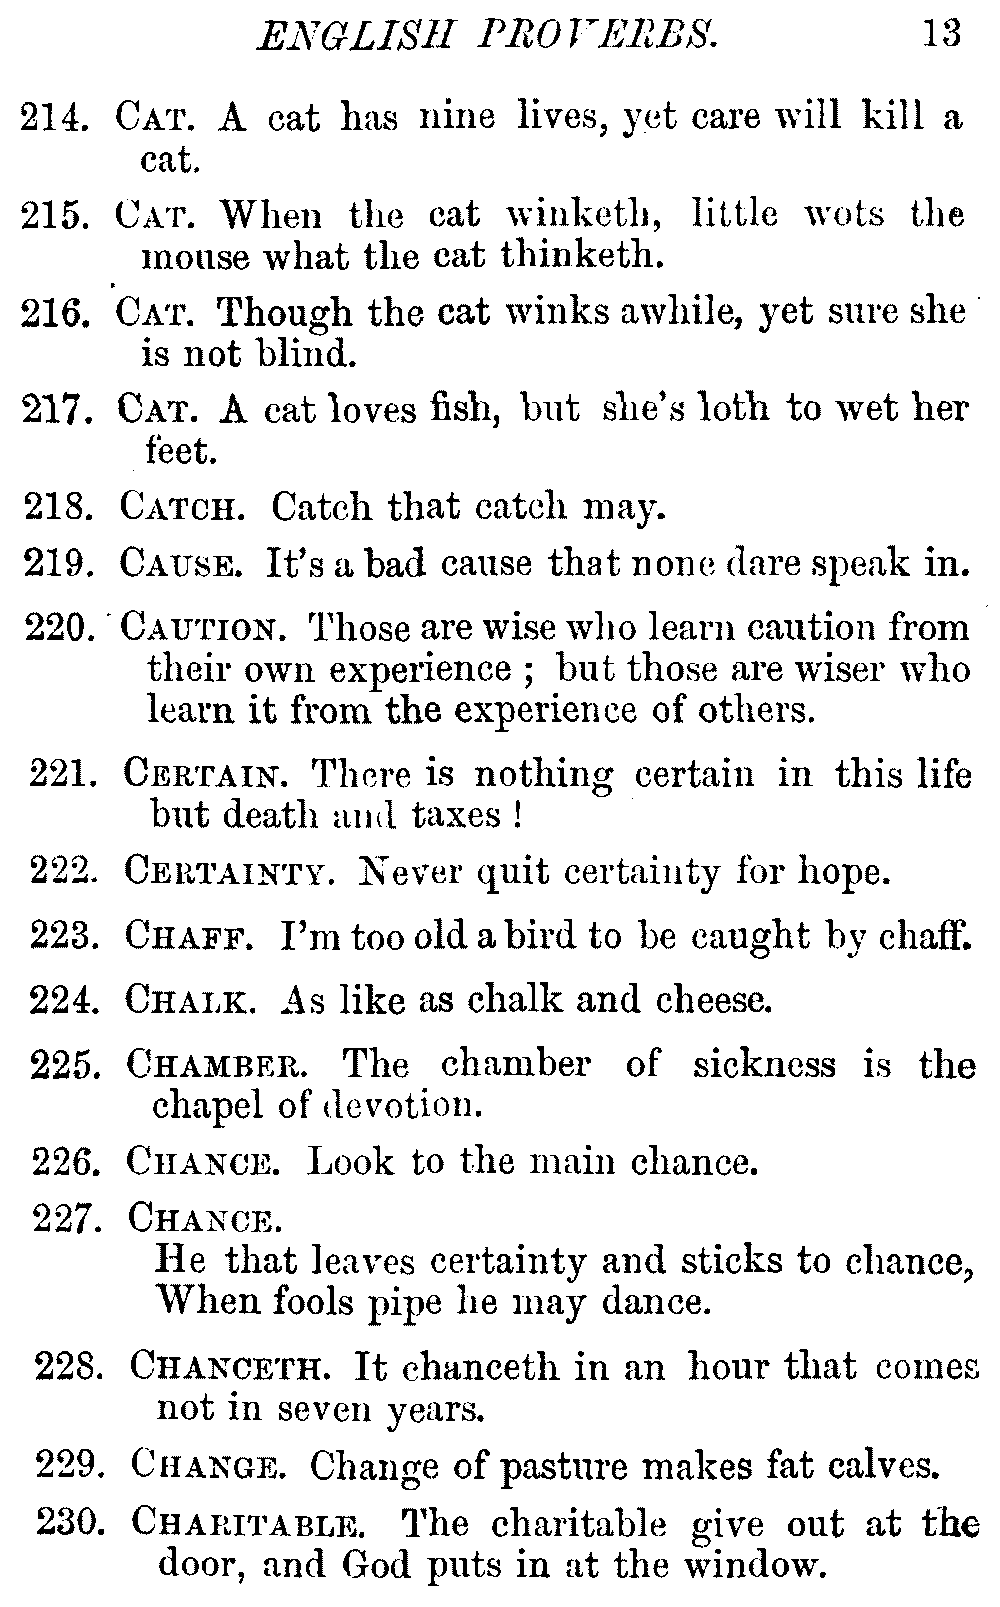 ENGLISH PROVERBS. 13
214. CAT. A cat has nine lives, yet care will kill a
cat.
215. CAT. When the cat winketh, little wots the
mouse what the cat thinketh.
216. CAT. Though the cat winks awhile, yet sure she
is not blind.
217. CAT. A cat loves fish, but she's loth to wet her
feet.
218. CATCH. Catch that catch may.
219. CAUSE. It's a bad cause that none dare speak in.
220. CAUTION. Those are wise who learn caution from
their own experience ; but those are wiser who
learn it from the experience of others.
221. CERTAIN. There is nothing certain in this life
but death and taxes !
222. CERTAINTY. Never quit certainty for hope.
223. CHAFF. I'm too old a bird to be caught by chaff.
224. CHALK. As like as chalk and cheese.
225. CHAMBER. The chamber of sickness is the
chapel of devotion.
226. CHANCE. Look to the main chance.
227. CHANCE.
He that leaves certainty and sticks to chance,
When fools pipe he may dance.
228. CHANCETH. It chanceth in an hour that comes
not in seven years.
229. CHANGE. Change of pasture makes fat calves.
230. CHARITABLE. The charitable give out at the
door, and God puts in at the window.